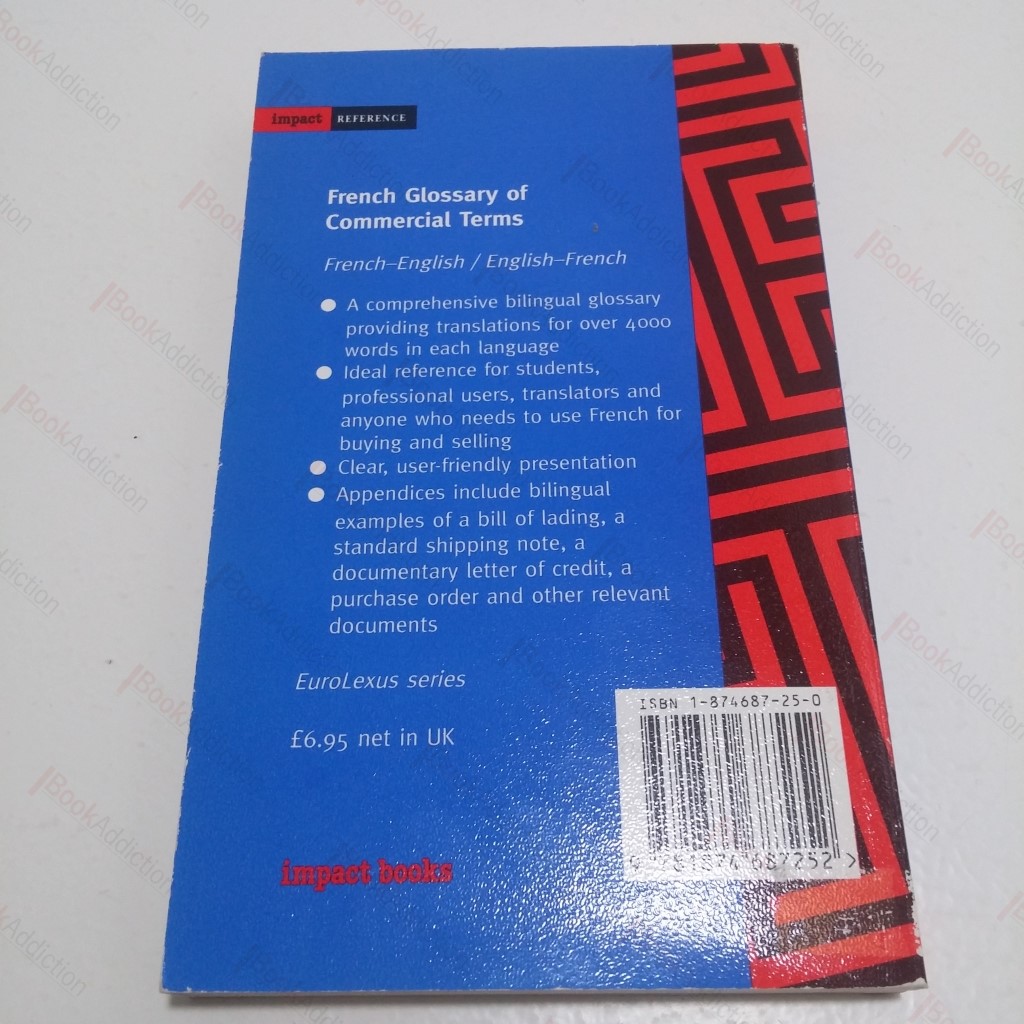 impact REFERENCE
French Glossary of
Commercial Terms
French–English / English–French
● A comprehensive bilingual glossary
providing translations for over 4000
words in each language
● Ideal reference for students,
professional users, translators and
anyone who needs to use French for
buying and selling
● Clear, user-friendly presentation
● Appendices include bilingual
examples of a bill of lading, a
standard shipping note, a
documentary letter of credit, a
purchase order and other relevant
documents
EuroLexus series
£6.95 net in UK
ISBN 1-874687-25-0
9 781874 687252 >
impact books
BookAddiction